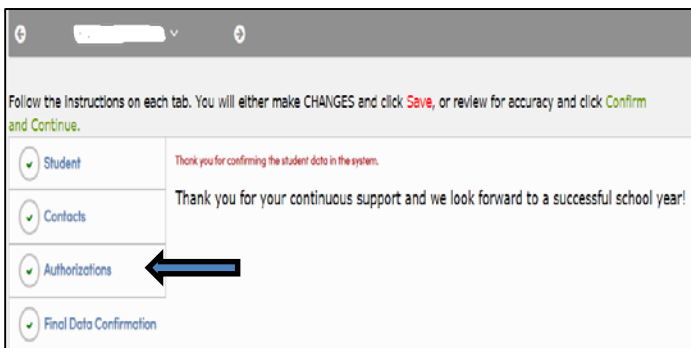 Follow the instructions on each tab. You will either make CHANGES and click Save, or review for accuracy and click Confirm
and Continue.
Student
Thank you for confirming the student data in the system.
Thank you for your continuous support and we look forward to a successful school year!
Contacts
Authorizations
Final Data Confirmation